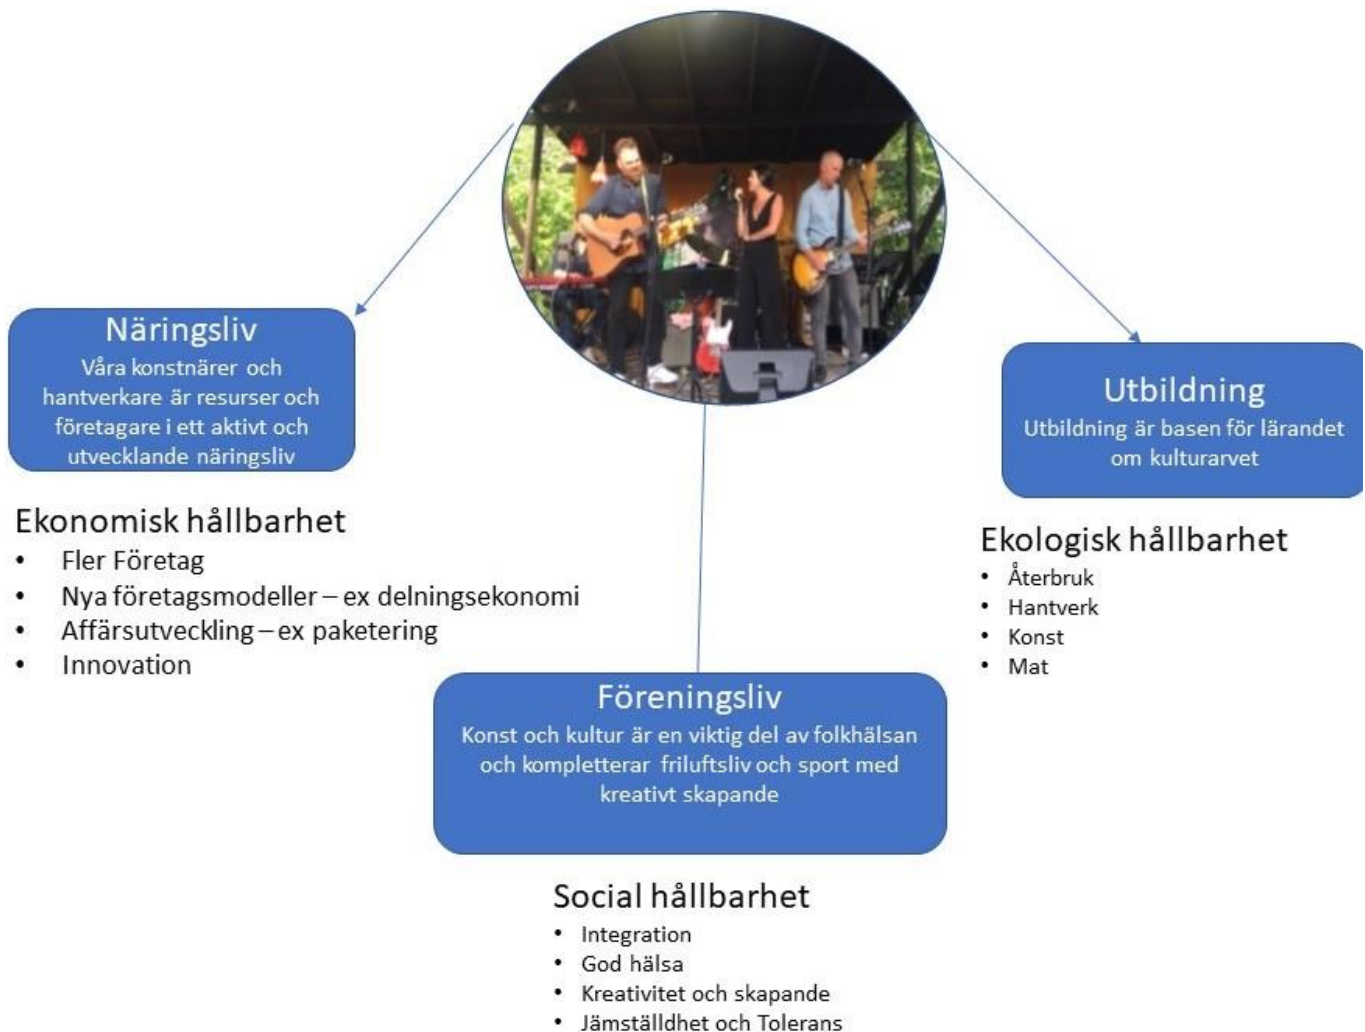 Näringsliv
Våra konstnärer och
hantverkare är resurser och
företagare i ett aktivt och
utvecklande näringsliv
Ekonomisk hållbarhet
• Fler Företag
• Nya företagsmodeller – ex delningsekonomi
• Affärsutveckling – ex paketering
• Innovation
Utbildning
Utbildning är basen för lärandet
om kulturarvet
Ekologisk hållbarhet
• Återbruk
• Hantverk
• Konst
• Mat
Föreningsliv
Konst och kultur är en viktig del av folkhälsan
och kompletterar friluftsliv och sport med
kreativt skapande
Social hållbarhet
• Integration
• God hälsa
• Kreativitet och skapande
• Jämställdhet och Tolerans